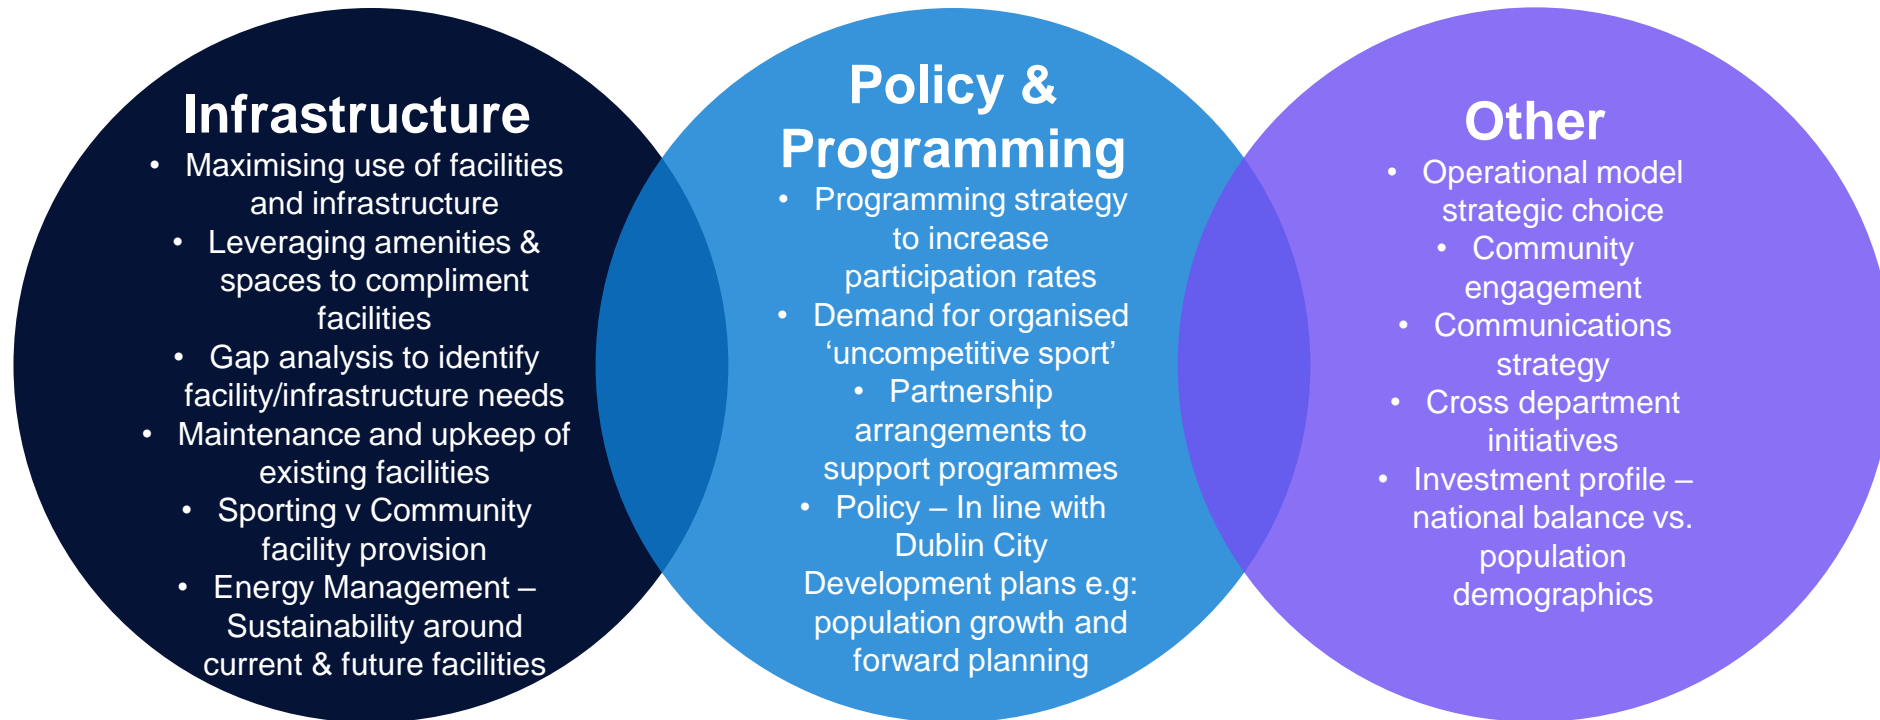 Infrastructure
• Maximising use of facilities
and infrastructure
• Leveraging amenities &
spaces to compliment
facilities
• Gap analysis to identify
facility/infrastructure needs
• Maintenance and upkeep of
existing facilities
• Sporting v Community
facility provision
• Energy Management –
Sustainability around
current & future facilities
Policy &
Programming
• Programming strategy
to increase
participation rates
• Demand for organised
‘uncompetitive sport’
• Partnership
arrangements to
support programmes
• Policy – In line with
Dublin City
Development plans e.g:
population growth and
forward planning
Other
• Operational model
strategic choice
• Community
engagement
• Communications
strategy
• Cross department
initiatives
• Investment profile –
national balance vs.
population
demographics